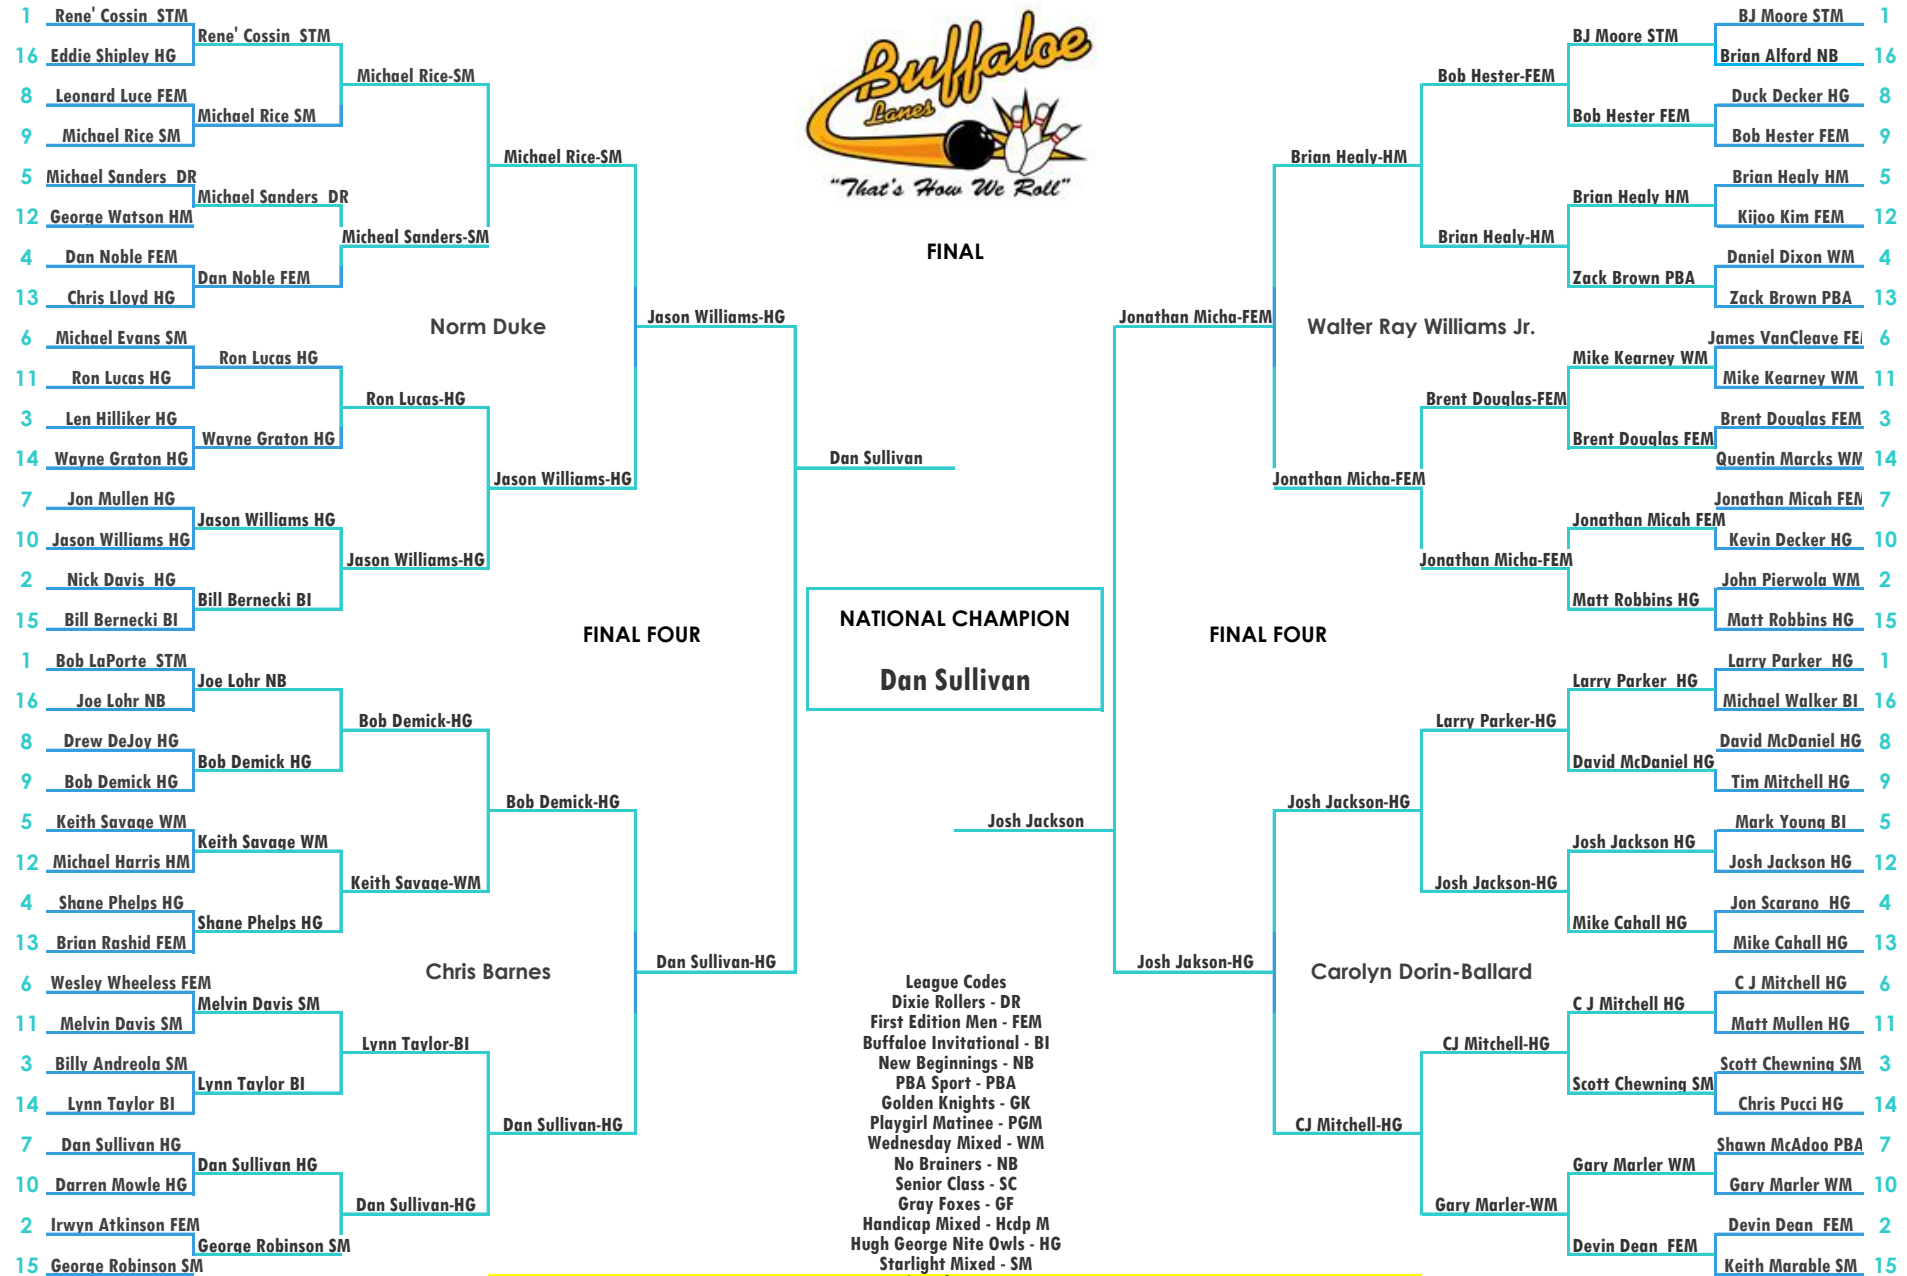 1 Rene' Cossin  STM
16 Eddie Shipley HG
8 Leonard Luce FEM
9 Michael Rice SM
5 Michael Sanders  DR
12 George Watson HM
4 Dan Noble FEM
13 Chris Lloyd HG
6 Michael Evans SM
11 Ron Lucas HG
3 Len Hilliker HG
14 Wayne Graton HG
7 Jon Mullen HG
10 Jason Williams HG
2 Nick Davis  HG
15 Bill Bernecki BI
1 Bob LaPorte  STM
16 Joe Lohr NB
8 Drew DeJoy HG
9 Bob Demick HG
5 Keith Savage WM
12 Michael Harris HM
4 Shane Phelps HG
13 Brian Rashid FEM
6 Wesley Wheeless FEM
11 Melvin Davis SM
3 Billy Andreola SM
14 Lynn Taylor BI
7 Dan Sullivan HG
10 Darren Mowle HG
2 Irwyn Atkinson FEM
15 George Robinson SM
Rene' Cossin  STM
Michael Rice SM
Michael Sanders  DR
Dan Noble FEM
Ron Lucas HG
Wayne Graton HG
Jason Williams HG
Bill Bernecki BI
Joe Lohr NB
Bob Demick HG
Keith Savage WM
Shane Phelps HG
Melvin Davis SM
Lynn Taylor BI
Dan Sullivan HG
George Robinson SM
Michael Rice-SM
Micheal Sanders-SM
Ron Lucas-HG
Jason Williams-HG
Bob Demick-HG
Keith Savage-WM
Lynn Taylor-BI
Dan Sullivan-HG
Michael Rice-SM
Norm Duke
Jason Williams-HG
Bob Demick-HG
Chris Barnes
Dan Sullivan-HG
Jason Williams-HG
FINAL FOUR
Dan Sullivan-HG
Buffaloe
Lanes
"That's How We Roll"
FINAL
Dan Sullivan
NATIONAL CHAMPION
Dan Sullivan
Josh Jackson
League Codes
Dixie Rollers - DR
First Edition Men - FEM
Buffaloe Invitational - BI
New Beginnings - NB
PBA Sport - PBA
Golden Knights - GK
Playgirl Matinee - PGM
Wednesday Mixed - WM
No Brainers - NB
Senior Class - SC
Gray Foxes - GF
Handicap Mixed - Hcdp M
Hugh George Nite Owls - HG
Starlight Mixed - SM
Jonathan Micha-FEM
FINAL FOUR
Josh Jakson-HG
Brian Healy-HM
Walter Ray Williams Jr.
Jonathan Micha-FEM
Josh Jackson-HG
Carolyn Dorin-Ballard
CJ Mitchell-HG
Bob Hester-FEM
Brian Healy-HM
Brent Douglas-FEM
Jonathan Micha-FEM
Larry Parker-HG
Josh Jackson-HG
CJ Mitchell-HG
Gary Marler-WM
BJ Moore STM
Bob Hester FEM
Brian Healy HM
Zack Brown PBA
Mike Kearney WM
Brent Douglas FEM
Jonathan Micah FEM
Matt Robbins HG
Larry Parker  HG
David McDaniel HG
Josh Jackson HG
Mike Cahall HG
C J Mitchell HG
Scott Chewning SM
Gary Marler WM
Devin Dean  FEM
BJ Moore STM 1
Brian Alford NB 16
Duck Decker HG 8
Bob Hester FEM 9
Brian Healy HM 5
Kijoo Kim FEM 12
Daniel Dixon WM 4
Zack Brown PBA 13
James VanCleave FE 6
Mike Kearney WM 11
Brent Douglas FEM 3
Quentin Marcks WM 14
Jonathan Micah FEM 7
Kevin Decker HG 10
John Pierwola WM 2
Matt Robbins HG 15
Larry Parker  HG 1
Michael Walker BI 16
David McDaniel HG 8
Tim Mitchell HG 9
Mark Young BI 5
Josh Jackson HG 12
Jon Scarano  HG 4
Mike Cahall HG 13
C J Mitchell HG 6
Matt Mullen HG 11
Scott Chewning SM 3
Chris Pucci HG 14
Shawn McAdoo PBA 7
Gary Marler WM 10
Devin Dean  FEM 2
Keith Marable SM 15